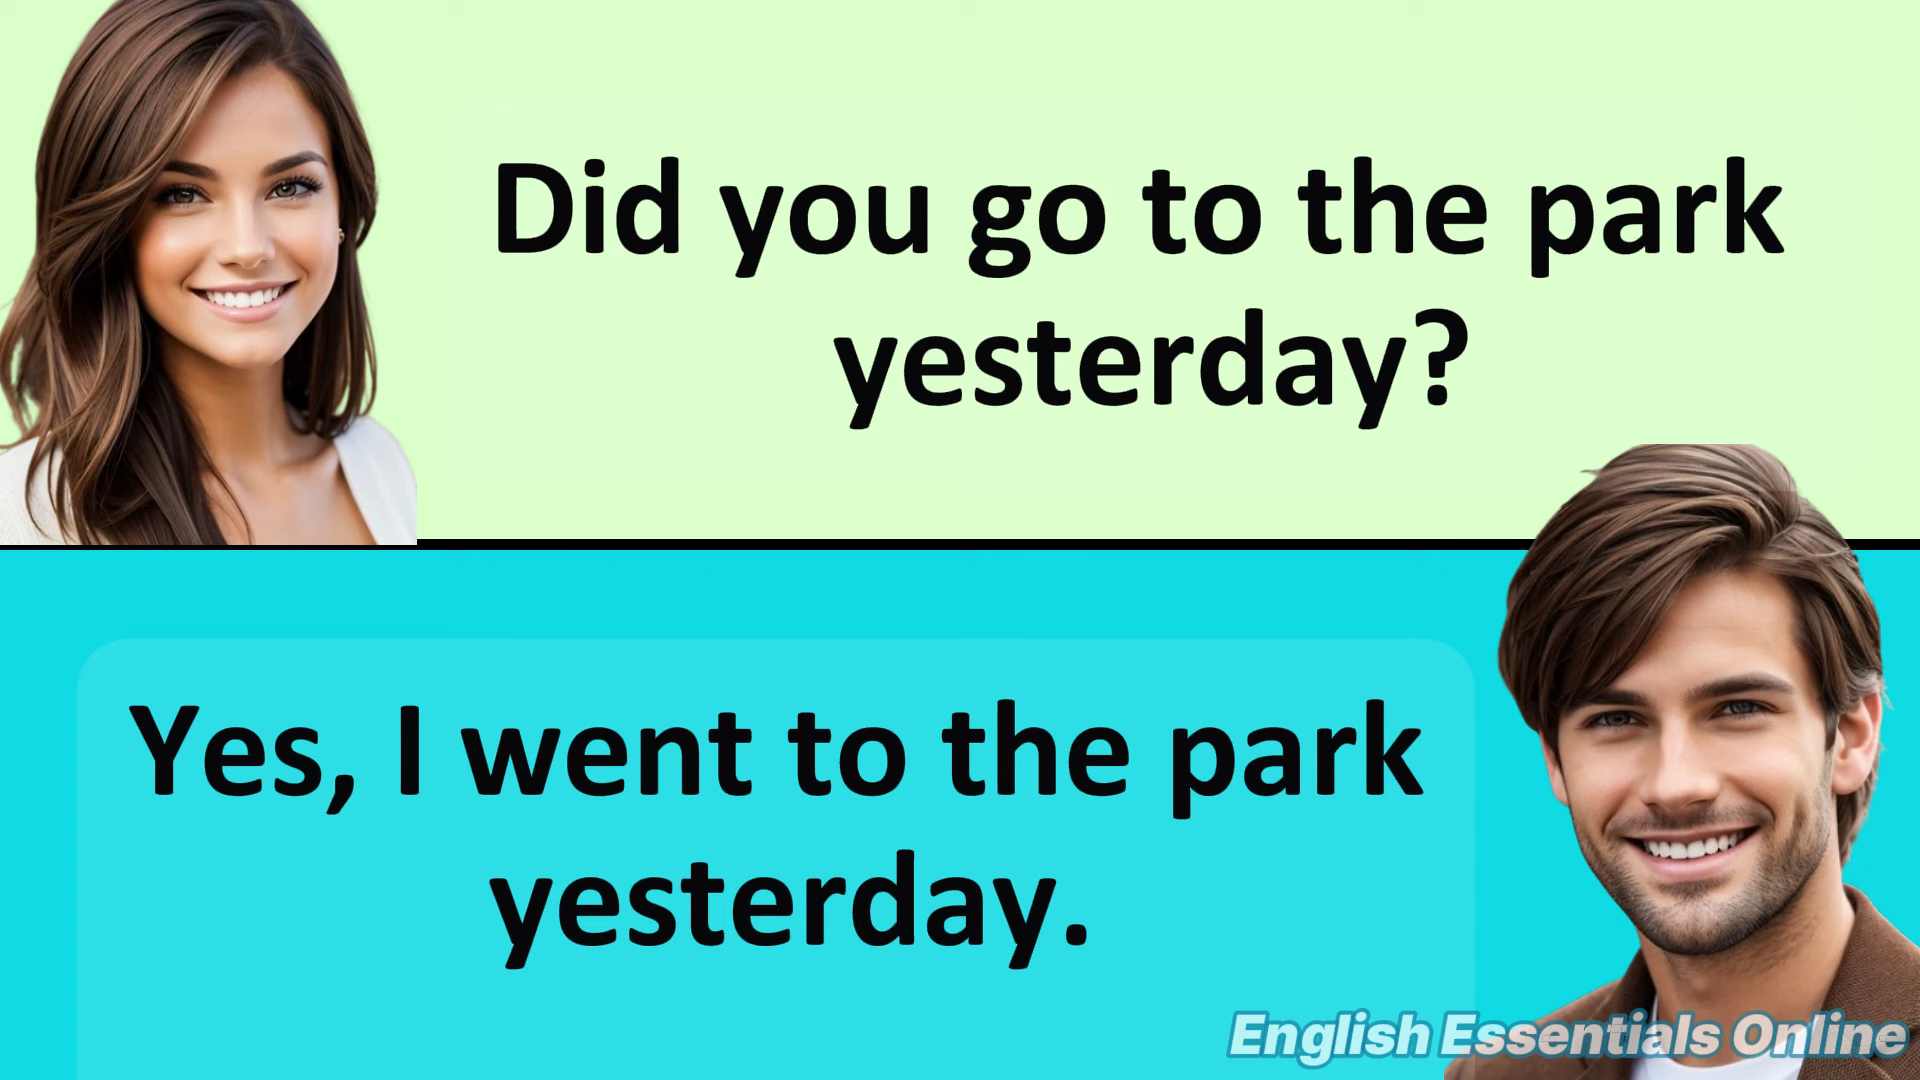 Did you go to the park
yesterday?
Yes, I went to the park
yesterday.
English Essentials Online